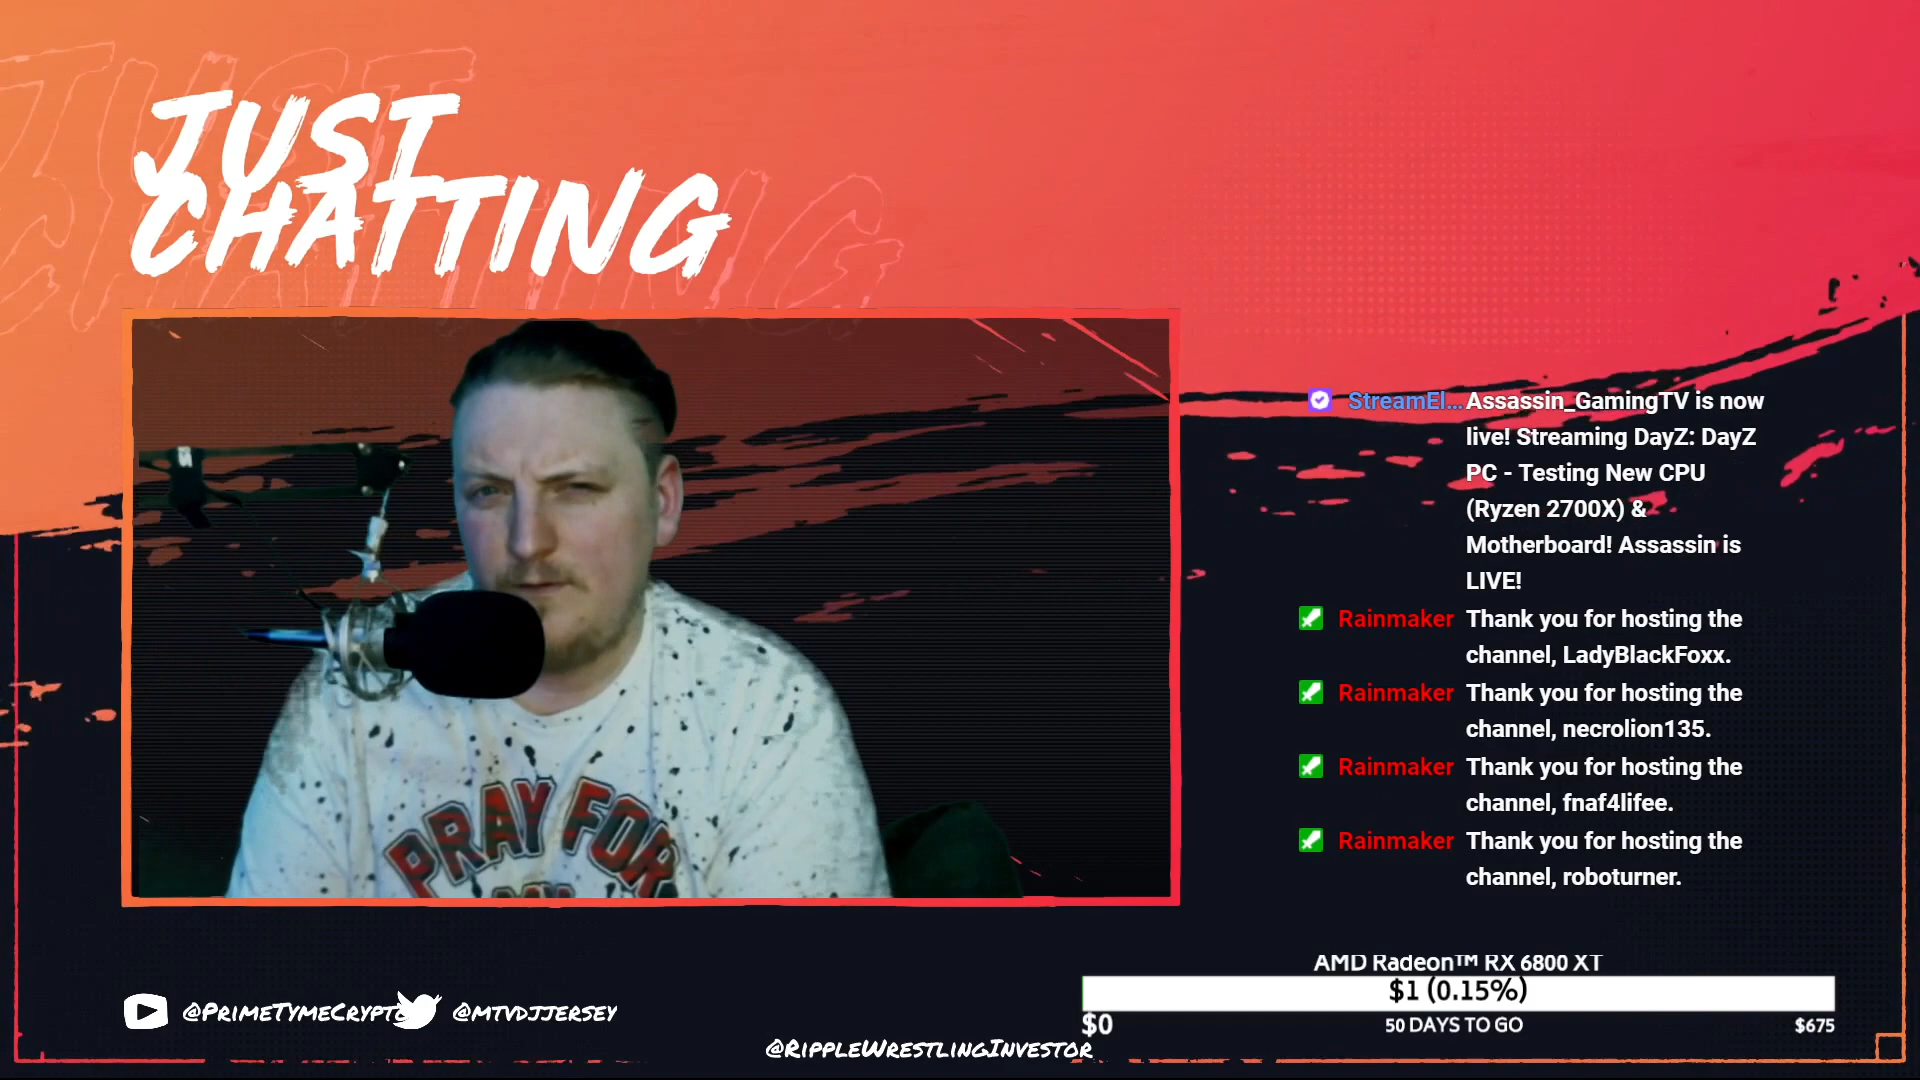 JUST
CHATTING
StreamEl... Assassin_GamingTV is now
live! Streaming DayZ: DayZ
PC - Testing New CPU
(Ryzen 2700X) &
Motherboard! Assassin is
LIVE!
Rainmaker Thank you for hosting the
channel, LadyBlackFoxx.
Rainmaker Thank you for hosting the
channel, necrolion135.
Rainmaker Thank you for hosting the
channel, fnaf4lifee.
Rainmaker Thank you for hosting the
channel, roboturner.
PRAY FOR
AMD Radeon™ RX 6800 XT
$1 (0.15%)
$0 50 DAYS TO GO $675
@PRIMETYMECRYPTO @MTVDJJERSEY
@RIPPLEWRESTLINGINVESTOR